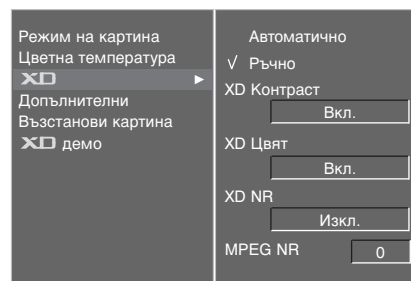 Режим на картина
Цветна температура
XD ►
Допълнителни
Възстанови картина
XD демо
Автоматично
√ Ръчно
XD Контраст
Вкл.
XD Цвят
Вкл.
XD NR
Изкл.
MPEG NR 0